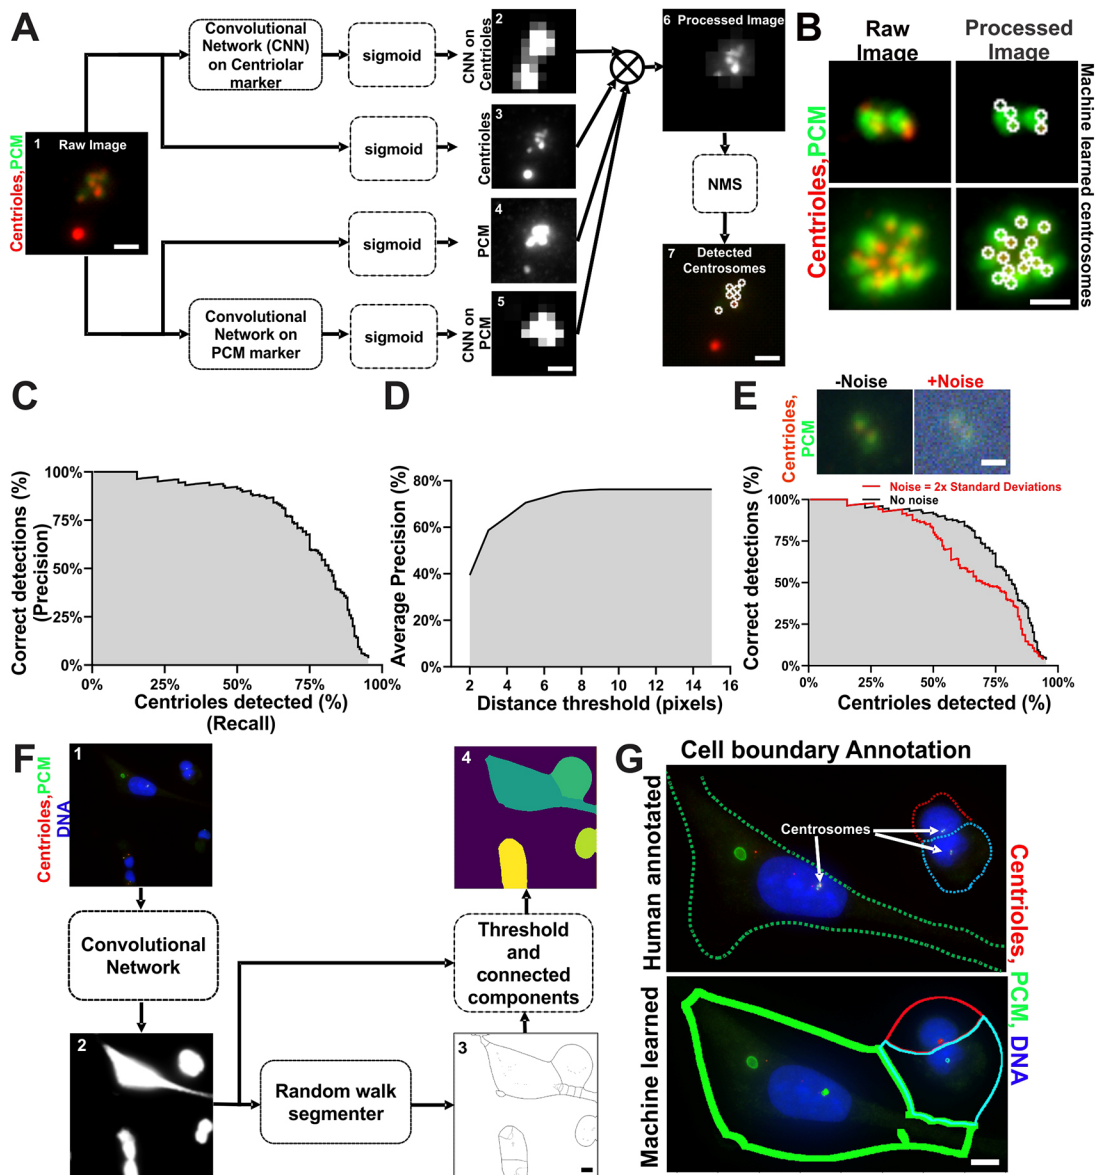 A
Convolutional
Network (CNN)
on Centriolar
marker
sigmoid
CNN on
Centrioles
2
6 Processed Image
sigmoid
Centrioles
3
Centrioles,PCM
1 Raw Image
sigmoid
PCM
4
NMS
Convolutional
Network on
PCM marker
sigmoid
CNN on
PCM
5
7 Detected
Centrosomes
B
Raw
Image
Processed
Image
Centrioles,PCM
Machine learned centrosomes
C
Correct detections (%)
(Precision)
100%
75%
50%
25%
0%
0% 25% 50% 75% 100%
Centrioles detected (%)
(Recall)
D
Average Precision (%)
80%
60%
40%
20%
0%
2 4 6 8 10 12 14 16
Distance threshold (pixels)
E
-Noise +Noise
Centrioles,
PCM
Noise = 2x Standard Deviations
No noise
Correct detections (%)
100%
75%
50%
25%
0%
0% 25% 50% 75% 100%
Centrioles detected (%)
F
Centrioles,PCM
DNA
1
Convolutional
Network
2
Random walk
segmenter
3
Threshold
and
connected
components
4
G
Cell boundary Annotation
Human annotated
Centrosomes
Machine learned
Centrioles, PCM, DNA